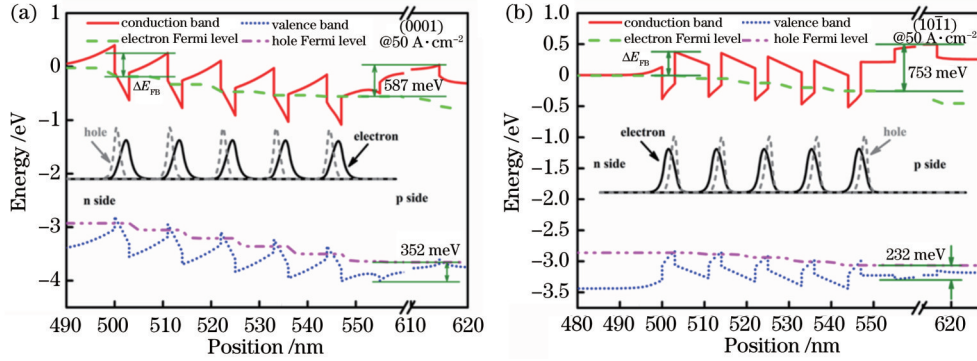 (a)
conduction band
valence band
(0001)
electron Fermi level
hole Fermi level
@50 A·cm⁻²
ΔE_FB
587 meV
hole
electron
n side
p side
352 meV
Energy /eV
0
−1
−2
−3
−4
490 500 510 520 530 540 550 610 620
Position /nm
(b)
conduction band
valence band
(101̄1)
electron Fermi level
hole Fermi level
@50 A·cm⁻²
ΔE_FB
753 meV
electron
hole
n side
p side
232 meV
Energy /eV
1.0
0.5
0
−0.5
−1.0
−1.5
−2.0
−2.5
−3.0
−3.5
480 490 500 510 520 530 540 550 620
Position /nm